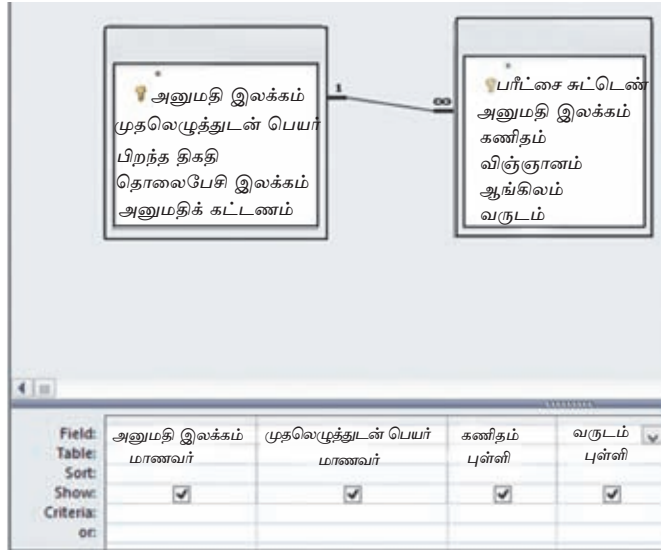 *
அனுமதி இலக்கம்
முதலெழுத்துடன் பெயர்
பிறந்த திகதி
தொலைபேசி இலக்கம்
அனுமதிக் கட்டணம்
1
∞
*
பரீட்சை சுட்டெண்
அனுமதி இலக்கம்
கணிதம்
விஞ்ஞானம்
ஆங்கிலம்
வருடம்
Field: அனுமதி இலக்கம் முதலெழுத்துடன் பெயர் கணிதம் வருடம்
Table: மாணவர் மாணவர் புள்ளி புள்ளி
Sort:
Show:
Criteria:
or: